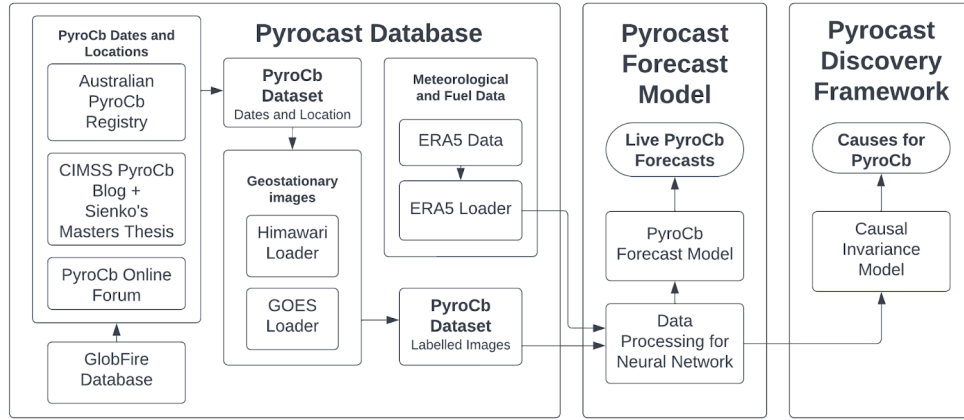 Pyrocast Database
PyroCb Dates and
Locations
Australian
PyroCb
Registry
CIMSS PyroCb
Blog +
Sienko's
Masters Thesis
PyroCb Online
Forum
GlobFire
Database
PyroCb
Dataset
Dates and Location
Geostationary
images
Himawari
Loader
GOES
Loader
Meteorological
and Fuel Data
ERA5 Data
ERA5 Loader
PyroCb
Dataset
Labelled Images
Pyrocast
Forecast
Model
Live PyroCb
Forecasts
PyroCb
Forecast Model
Data
Processing for
Neural Network
Pyrocast
Discovery
Framework
Causes for
PyroCb
Causal
Invariance
Model